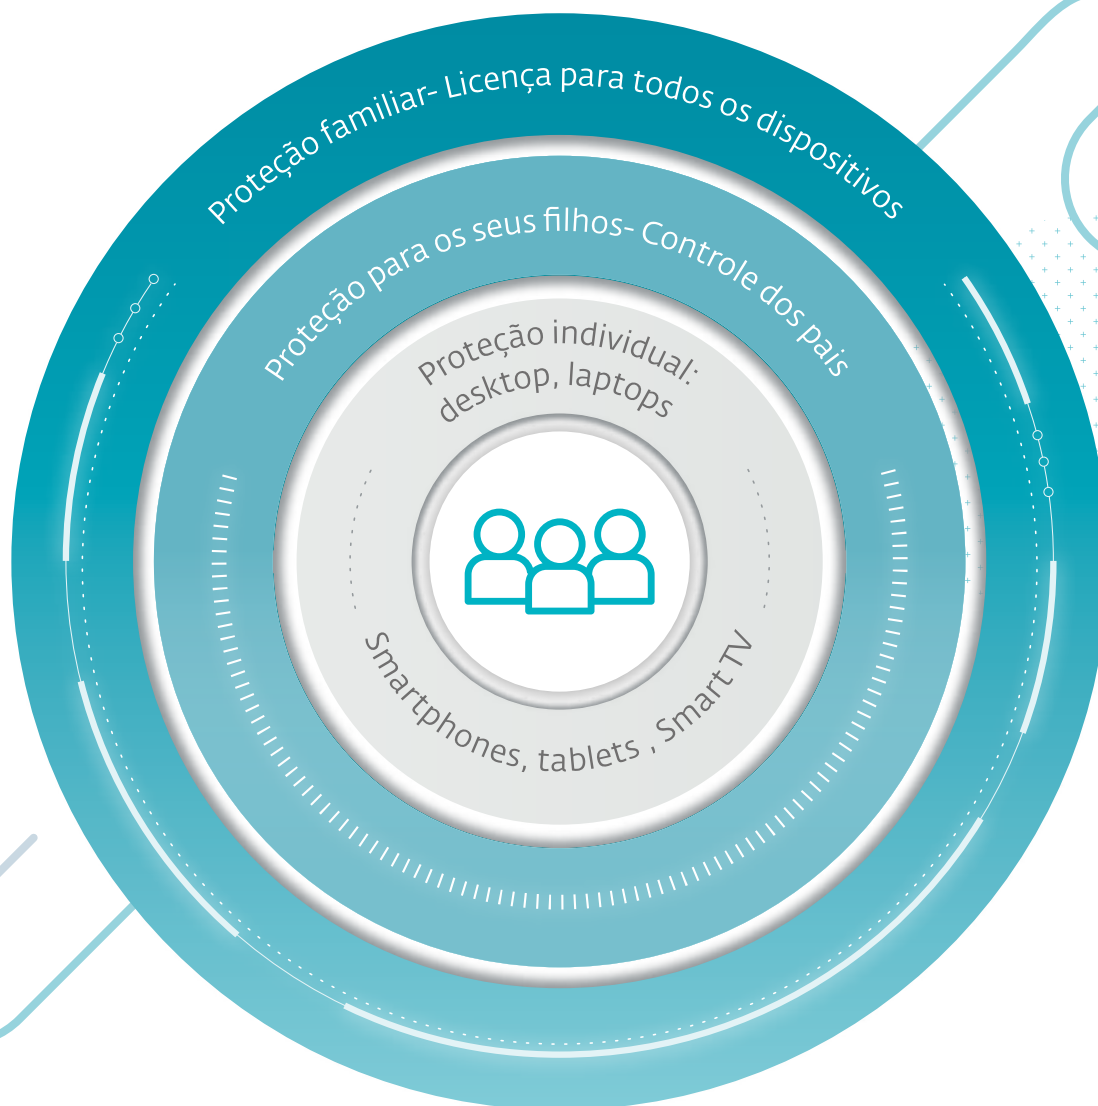 Proteção familiar- Licença para todos os dispositivos
Proteção para os seus filhos- Controle dos pais
Proteção individual:
desktop, laptops
Smartphones, tablets , Smart TV